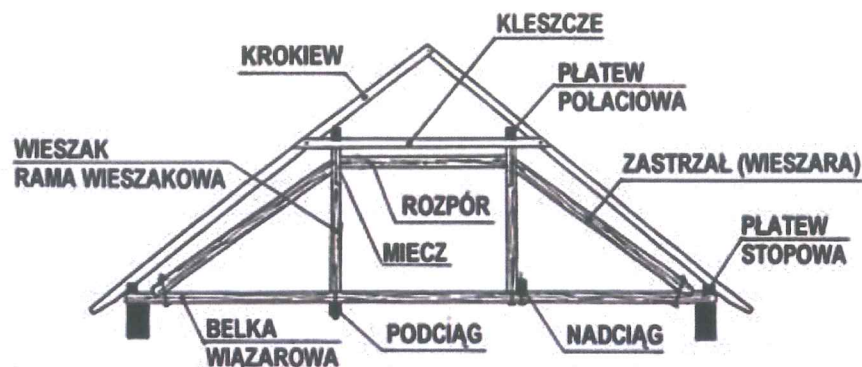 KLESZCZE
KROKIEW
PŁATEW
POŁACIOWA
WIESZAK
RAMA WIESZAKOWA
ZASTRZAŁ (WIESZARA)
ROZPÓR
MIECZ
PŁATEW
STOPOWA
BELKA
WIĄZAROWA
PODCIĄG
NADCIĄG